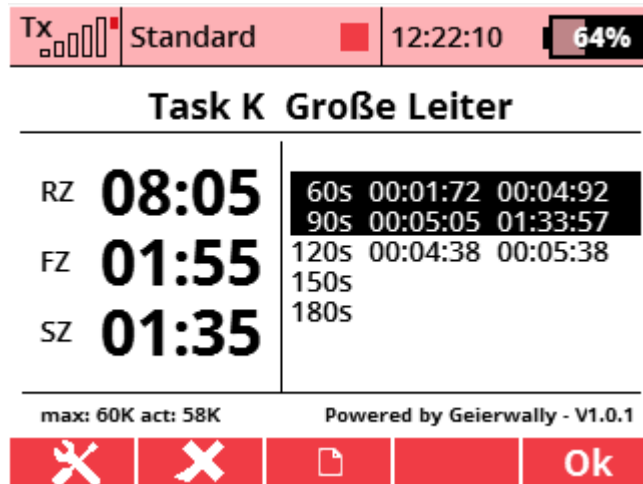 Tx Standard 12:22:10 64%
Task K Große Leiter
RZ 08:05
FZ 01:55
SZ 01:35
60s 00:01:72 00:04:92
90s 00:05:05 01:33:57
120s 00:04:38 00:05:38
150s
180s
max: 60K act: 58K Powered by Geierwally - V1.0.1
Ok